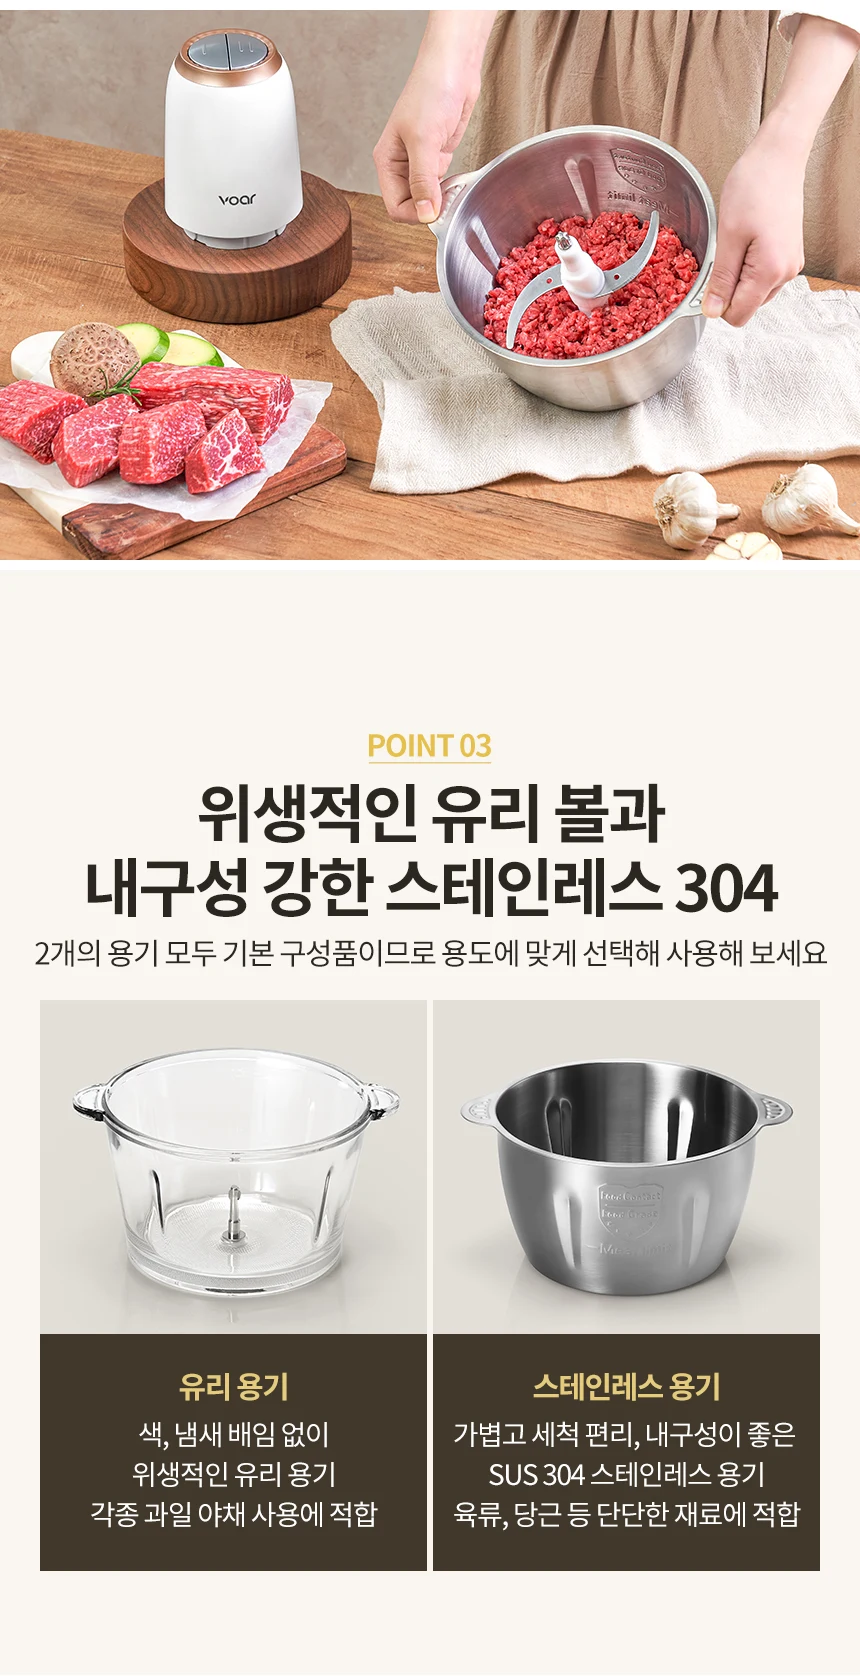 voar
Meat limit
POINT 03
위생적인 유리 볼과
내구성 강한 스테인레스 304
2개의 용기 모두 기본 구성품이므로 용도에 맞게 선택해 사용해 보세요
유리 용기
색, 냄새 배임 없이
위생적인 유리 용기
각종 과일 야채 사용에 적합
스테인레스 용기
가볍고 세척 편리, 내구성이 좋은
SUS 304 스테인레스 용기
육류, 당근 등 단단한 재료에 적합